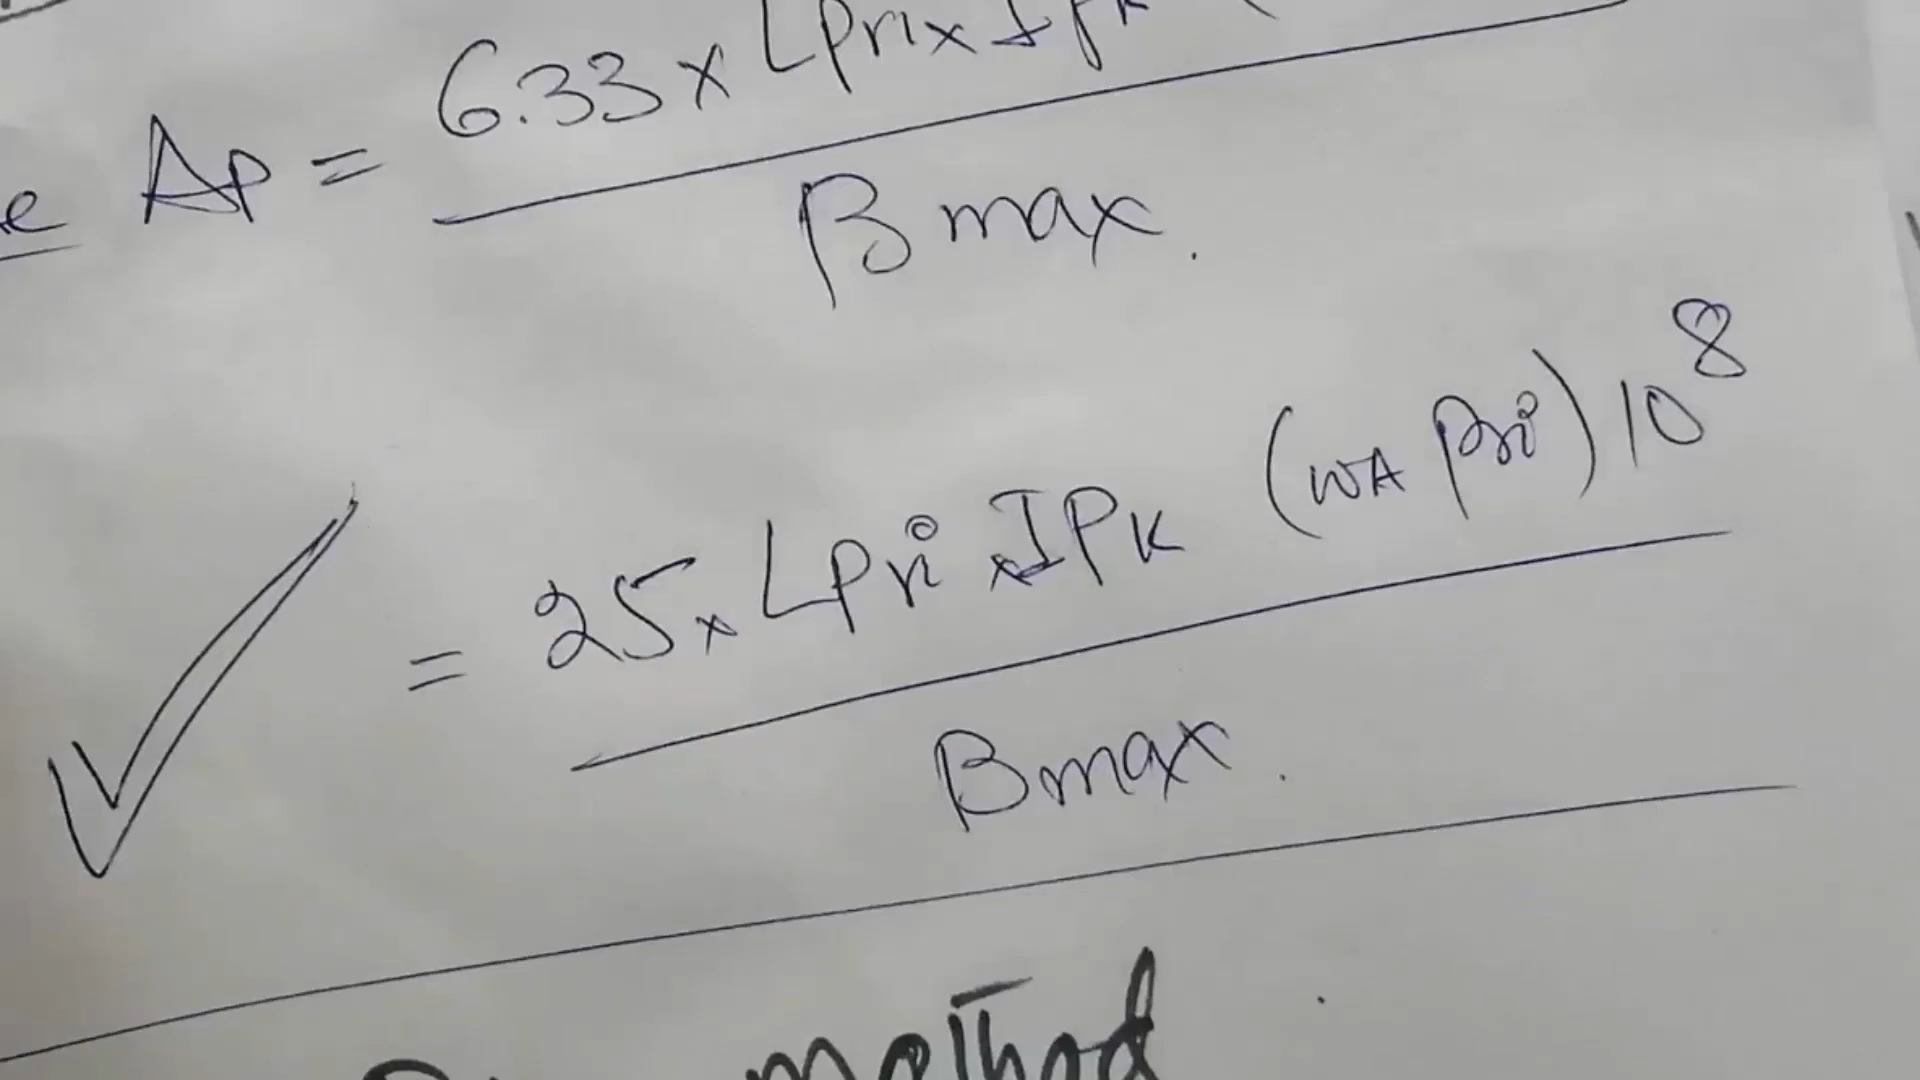 Ap = 6.33 x Lpri x Ipk
Bmax.
= 25 x Lpri x IPK (WA Pri) 10^8
Bmax.
method